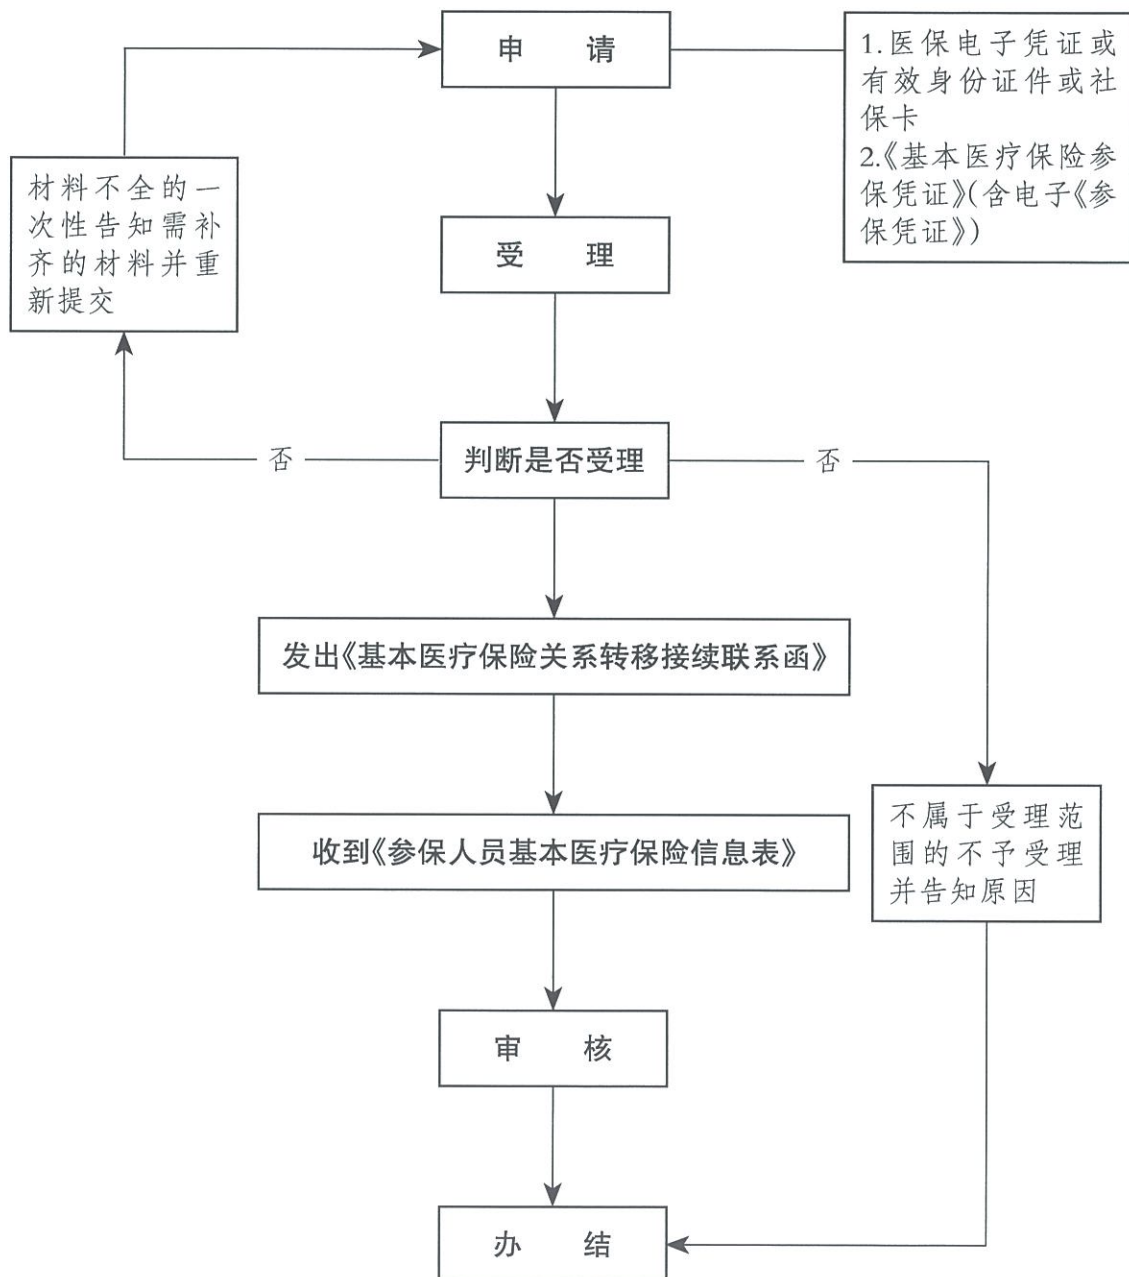 申 请
1.医保电子凭证或
有效身份证件或社
保卡
2.《基本医疗保险参
保凭证》(含电子《参
保凭证》)
材料不全的一
次性告知需补
齐的材料并重
新提交
受 理
否
判断是否受理
否
发出《基本医疗保险关系转移接续联系函》
收到《参保人员基本医疗保险信息表》
不属于受理范
围的不予受理
并告知原因
审 核
办 结